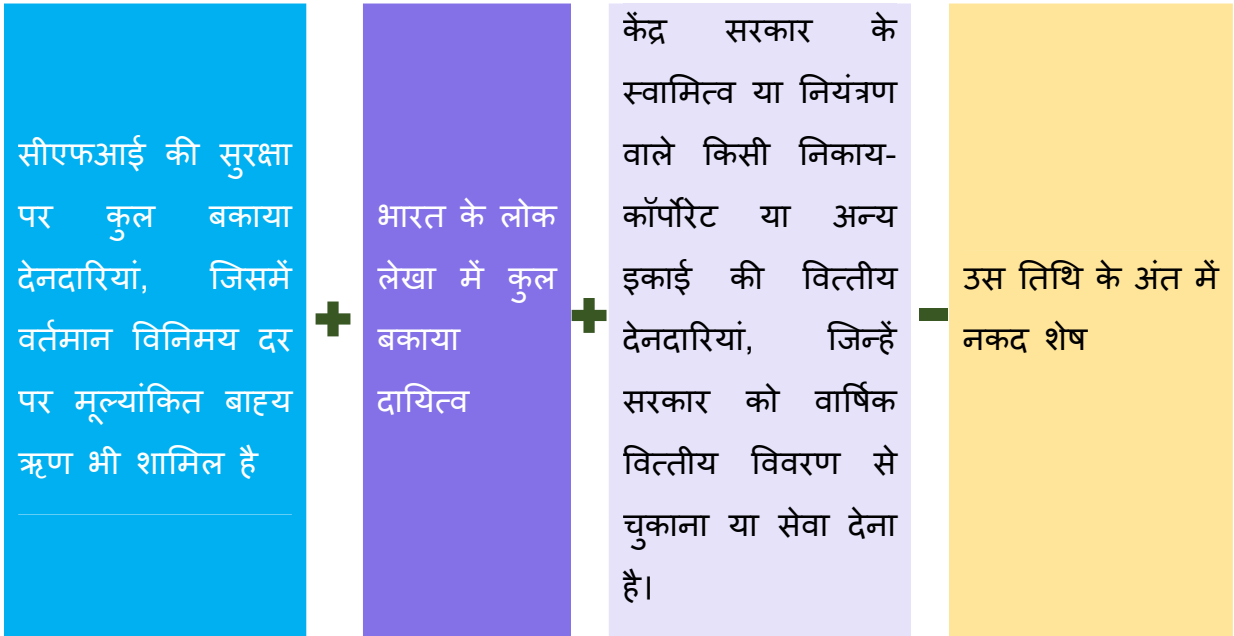 सीएफआई की सुरक्षा
पर कुल बकाया
देनदारियां, जिसमें
वर्तमान विनिमय दर
पर मूल्यांकित बाह्य
ऋण भी शामिल है
भारत के लोक
लेखा में कुल
बकाया
दायित्व
केंद्र सरकार के
स्वामित्व या नियंत्रण
वाले किसी निकाय-
कॉर्पोरेट या अन्य
इकाई की वित्तीय
देनदारियां, जिन्हें
सरकार को वार्षिक
वित्तीय विवरण से
चुकाना या सेवा देना
है।
उस तिथि के अंत में
नकद शेष